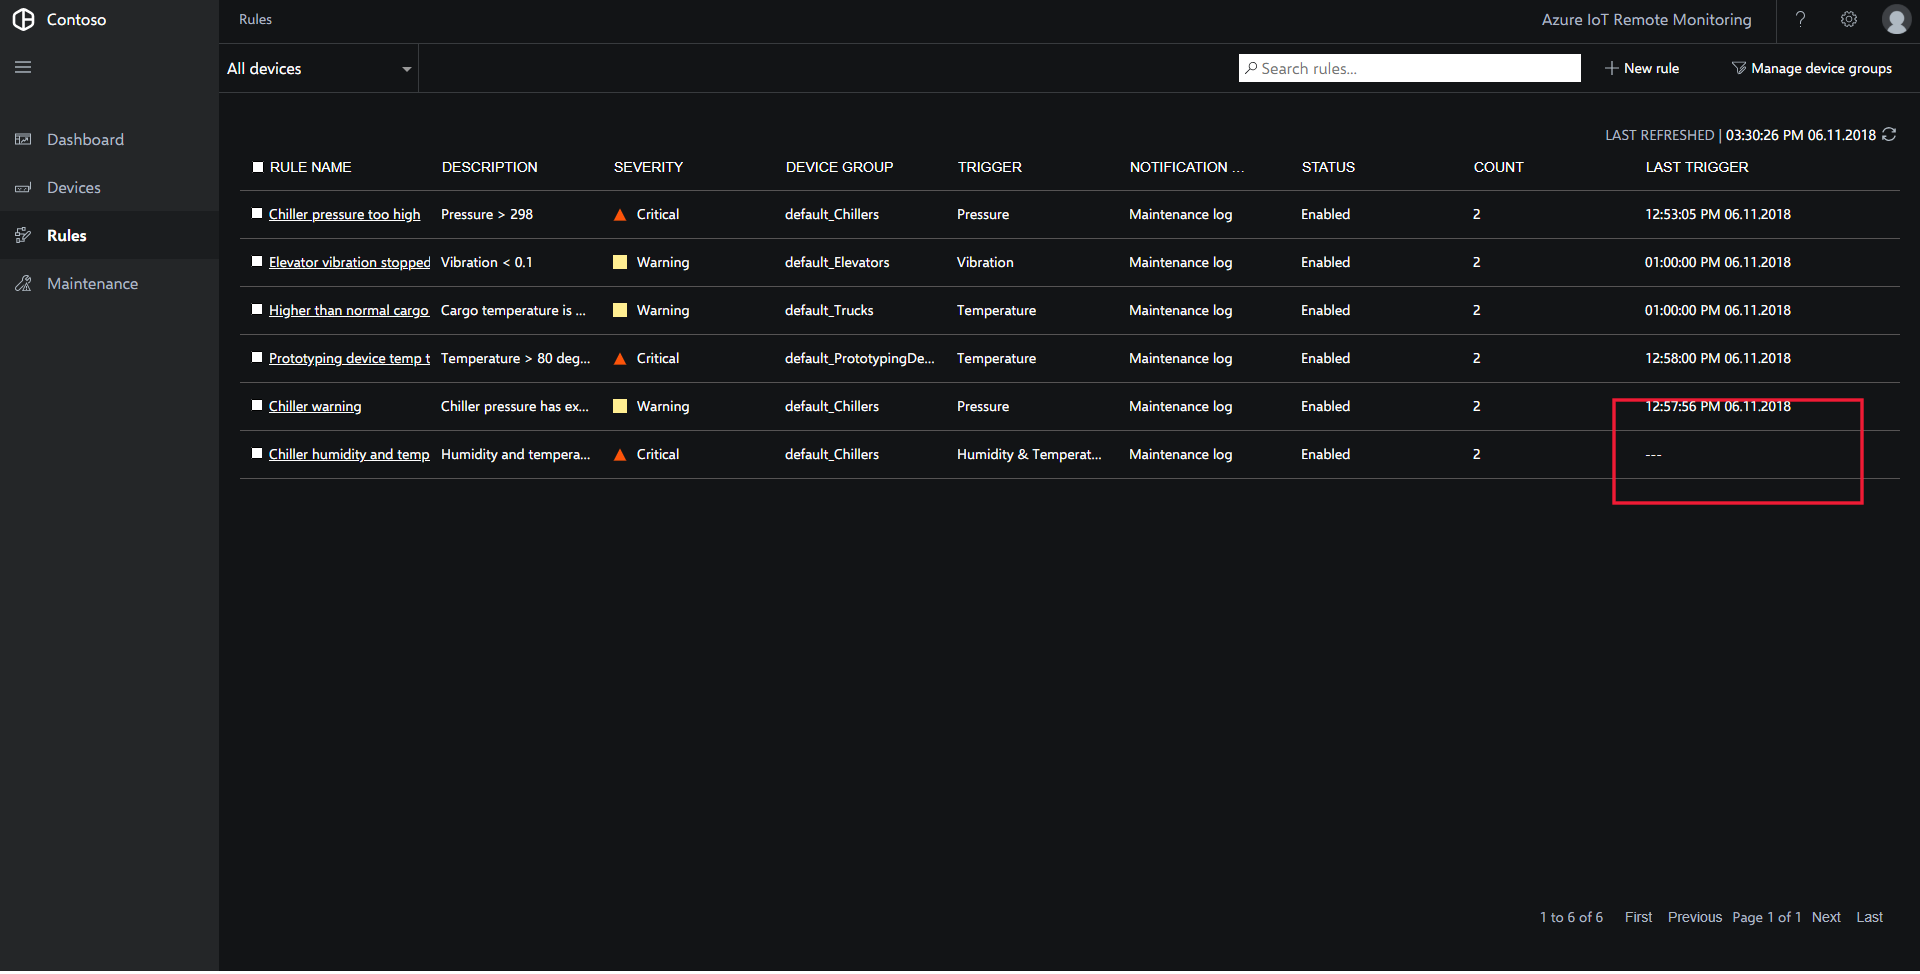 Contoso
Rules
Azure IoT Remote Monitoring
?
All devices
Search rules...
New rule
Manage device groups
Dashboard
Devices
Rules
Maintenance
LAST REFRESHED | 03:30:26 PM 06.11.2018
RULE NAME DESCRIPTION SEVERITY DEVICE GROUP TRIGGER NOTIFICATION ... STATUS COUNT LAST TRIGGER
Chiller pressure too high Pressure > 298 Critical default_Chillers Pressure Maintenance log Enabled 2 12:53:05 PM 06.11.2018
Elevator vibration stopped Vibration < 0.1 Warning default_Elevators Vibration Maintenance log Enabled 2 01:00:00 PM 06.11.2018
Higher than normal cargo Cargo temperature is ... Warning default_Trucks Temperature Maintenance log Enabled 2 01:00:00 PM 06.11.2018
Prototyping device temp t Temperature > 80 deg... Critical default_PrototypingDe... Temperature Maintenance log Enabled 2 12:58:00 PM 06.11.2018
Chiller warning Chiller pressure has ex... Warning default_Chillers Pressure Maintenance log Enabled 2 12:57:56 PM 06.11.2018
Chiller humidity and temp Humidity and tempera... Critical default_Chillers Humidity & Temperat... Maintenance log Enabled 2 ---
1 to 6 of 6 First Previous Page 1 of 1 Next Last